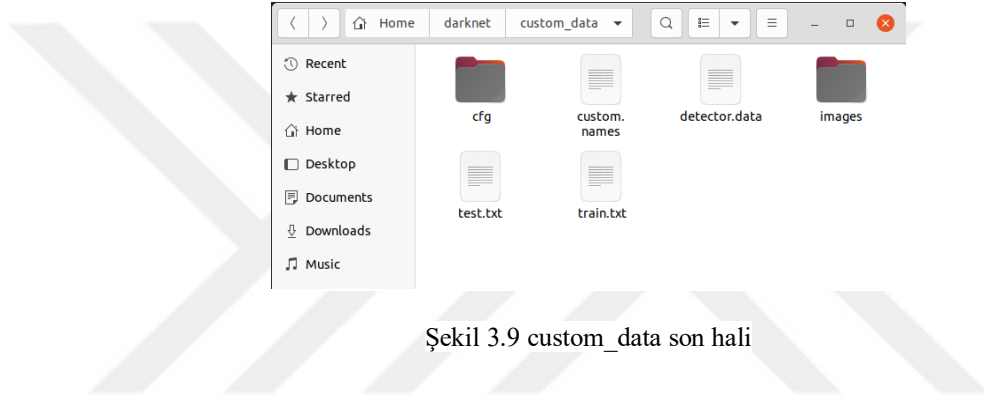 Home darknet custom_data
Recent
Starred
Home
Desktop
Documents
Downloads
Music
cfg
custom.
names
detector.data
images
test.txt
train.txt
Şekil 3.9 custom_data son hali